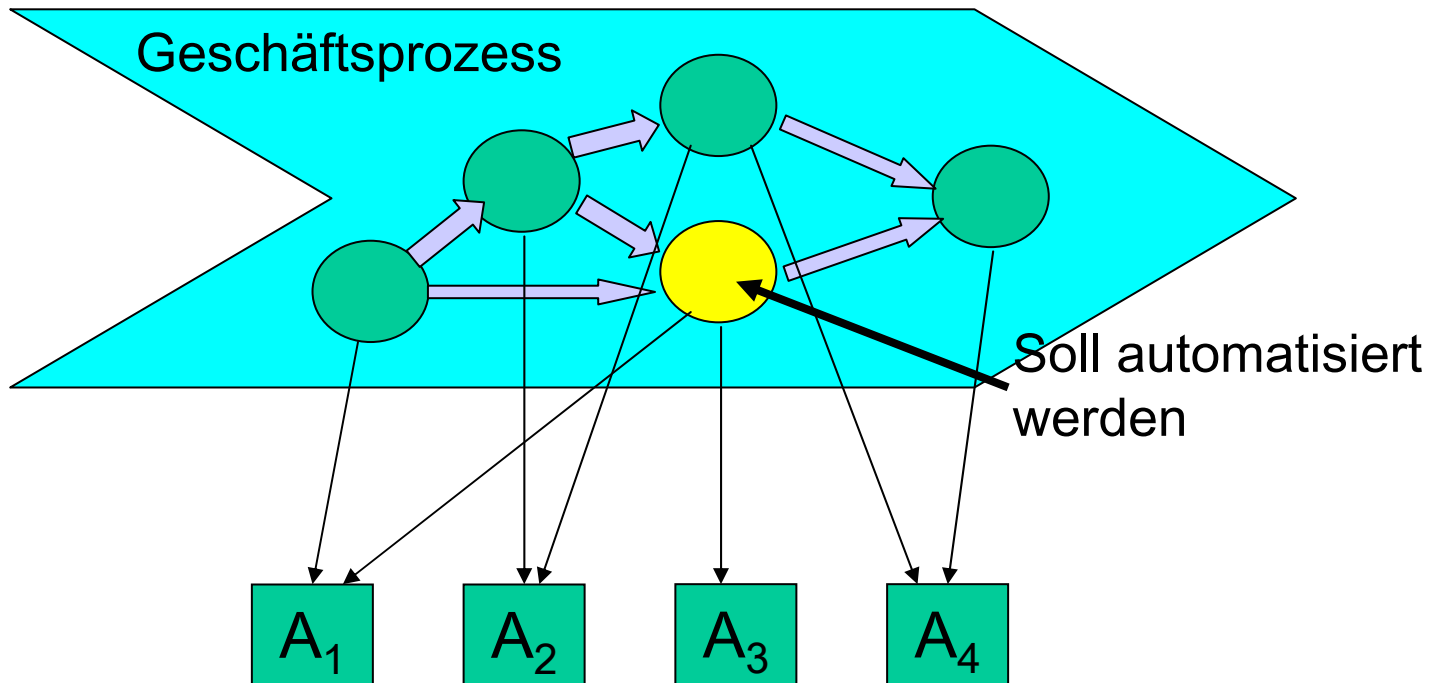 Geschäftsprozess
Soll automatisiert
werden
A₁ A₂ A₃ A₄